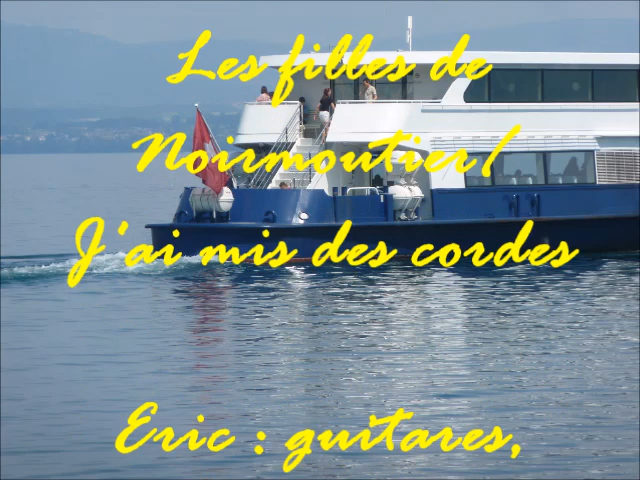 Les filles de
Noirmoutier/
J'ai mis des cordes
Eric : guitares,